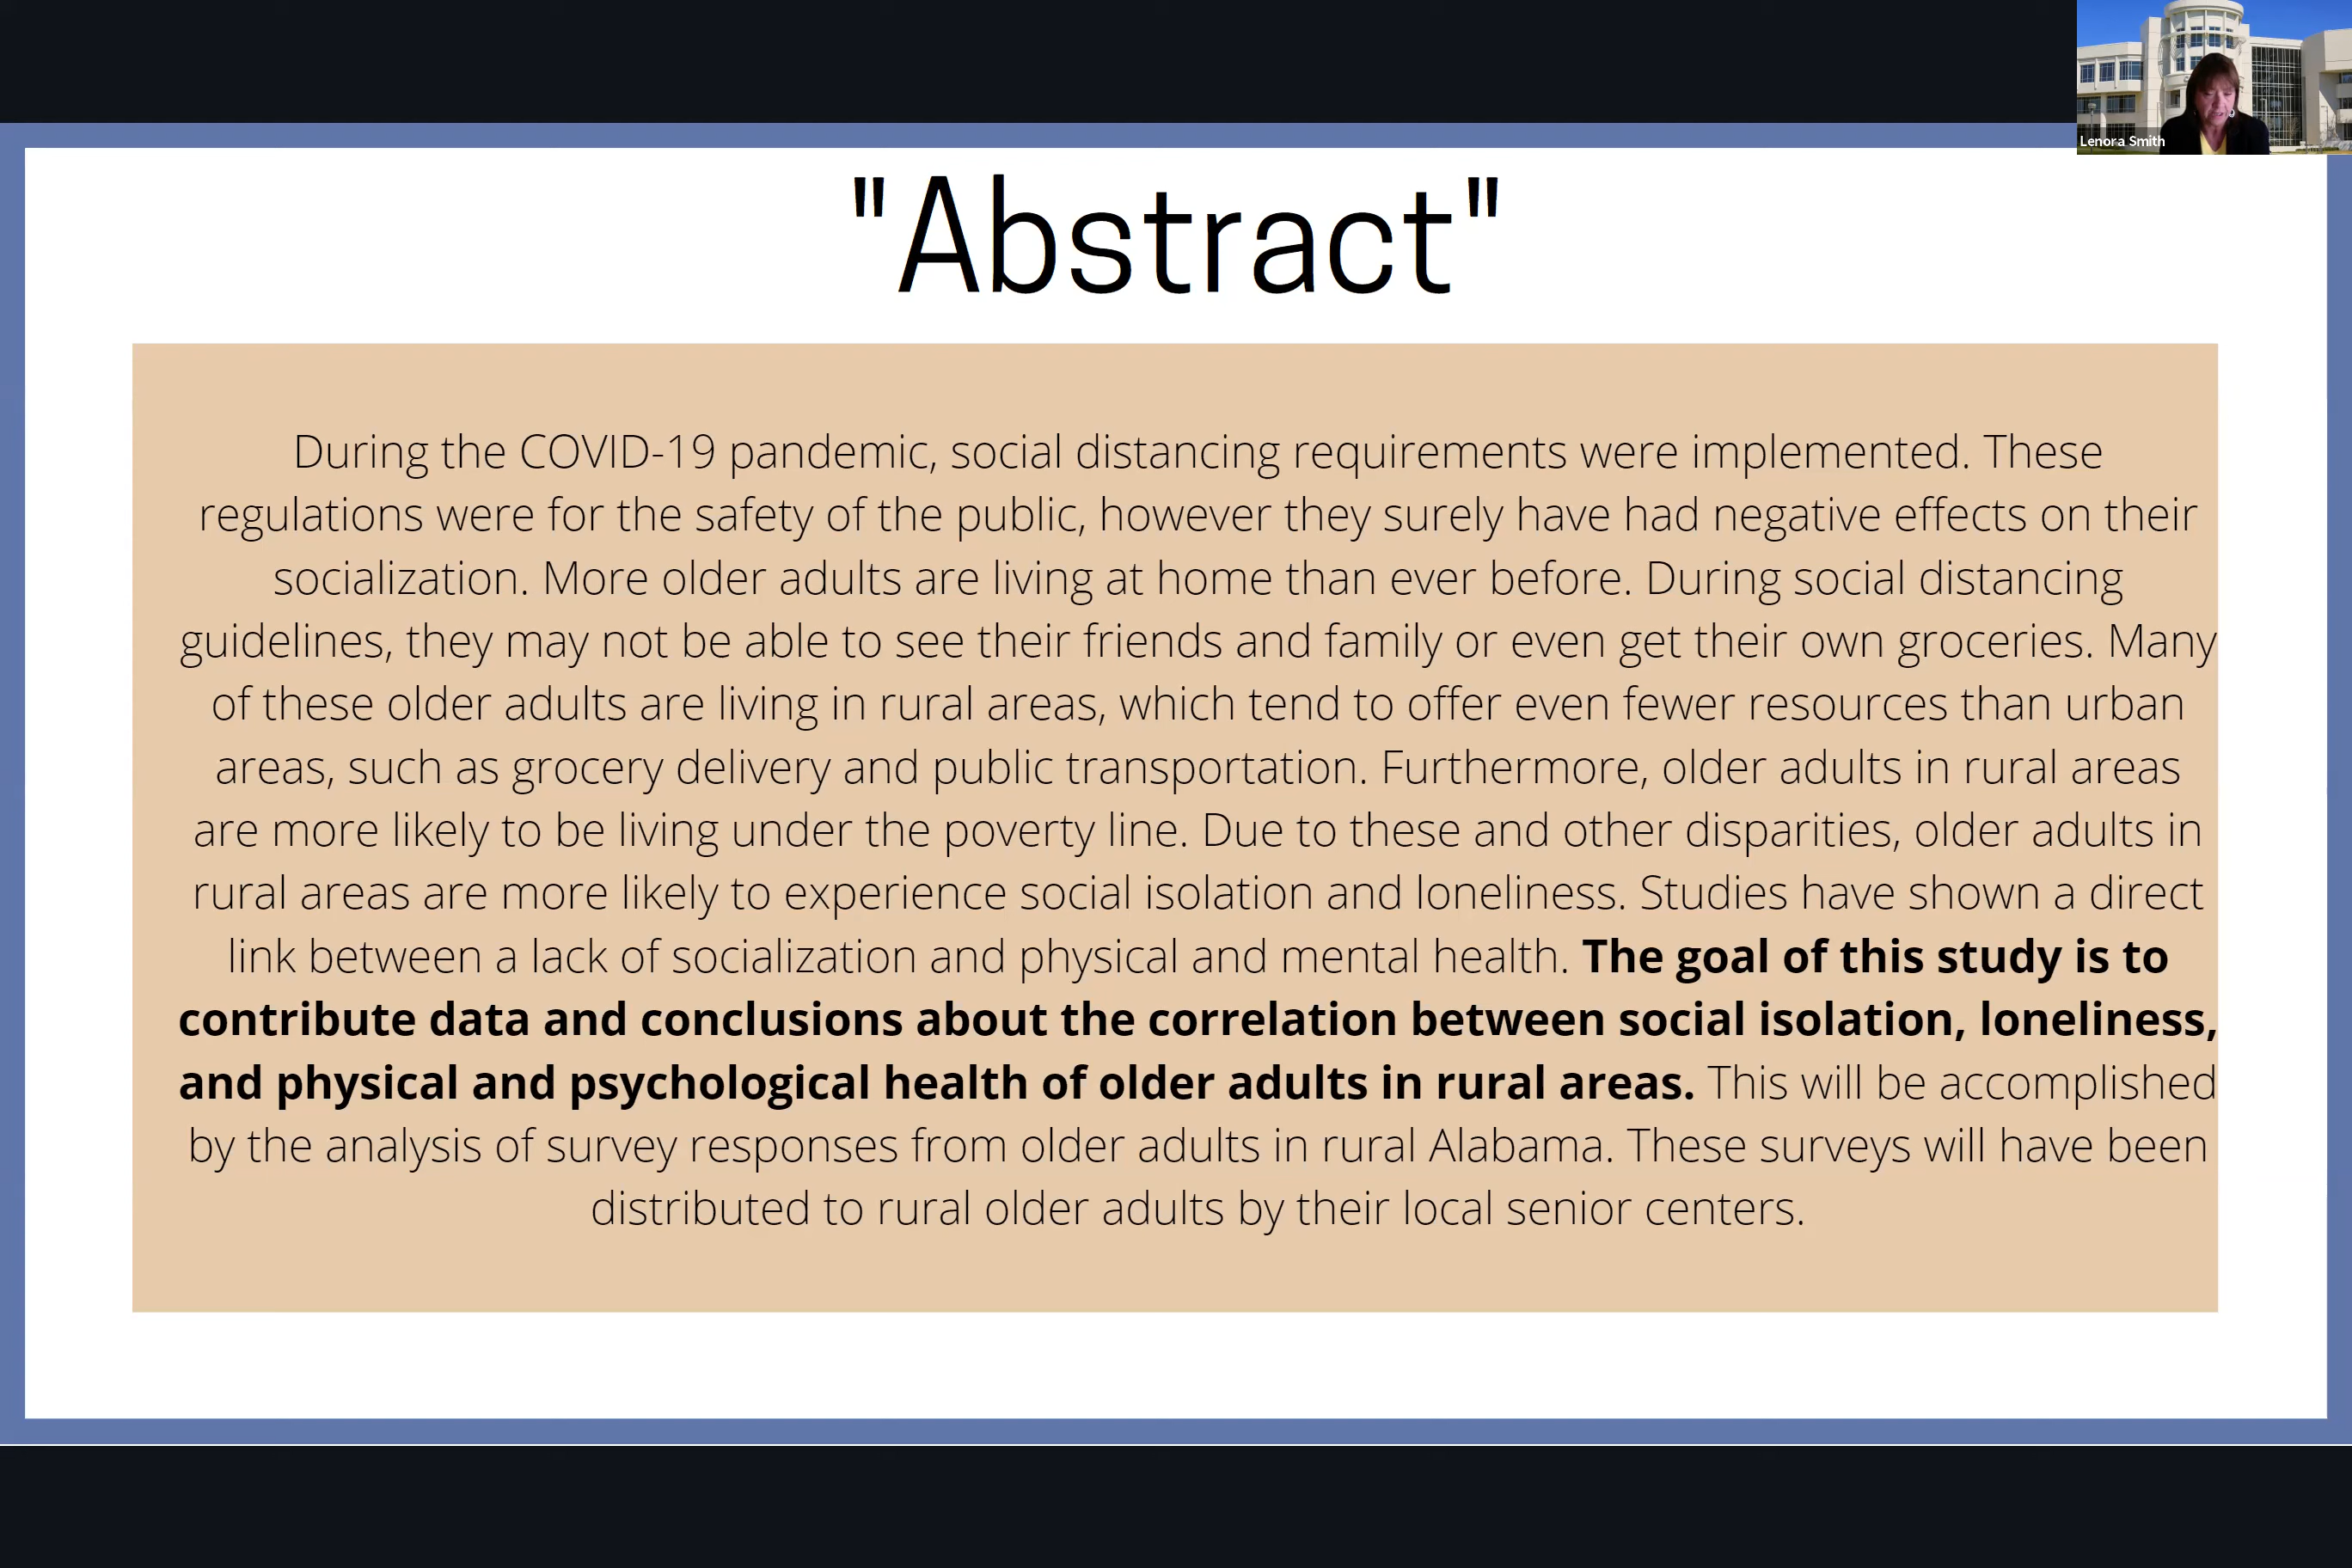 Lenora Smith
"Abstract"
During the COVID-19 pandemic, social distancing requirements were implemented. These
regulations were for the safety of the public, however they surely have had negative effects on their
socialization. More older adults are living at home than ever before. During social distancing
guidelines, they may not be able to see their friends and family or even get their own groceries. Many
of these older adults are living in rural areas, which tend to offer even fewer resources than urban
areas, such as grocery delivery and public transportation. Furthermore, older adults in rural areas
are more likely to be living under the poverty line. Due to these and other disparities, older adults in
rural areas are more likely to experience social isolation and loneliness. Studies have shown a direct
link between a lack of socialization and physical and mental health. The goal of this study is to
contribute data and conclusions about the correlation between social isolation, loneliness,
and physical and psychological health of older adults in rural areas. This will be accomplished
by the analysis of survey responses from older adults in rural Alabama. These surveys will have been
distributed to rural older adults by their local senior centers.